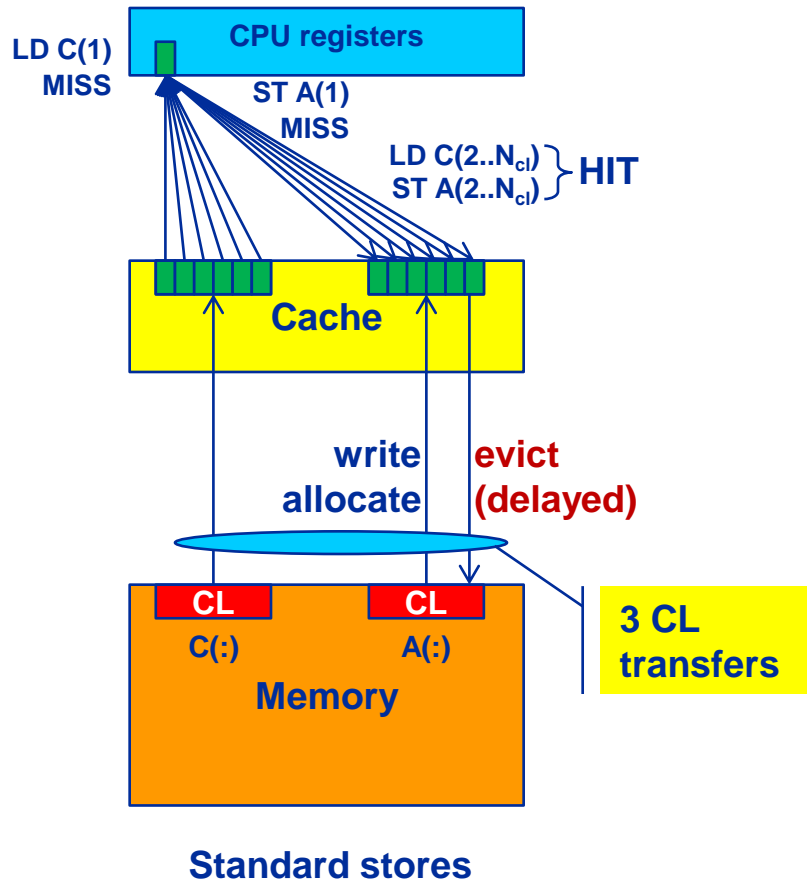 CPU registers
LD C(1)
MISS
ST A(1)
MISS
LD C(2..Ncl)
ST A(2..Ncl)
HIT
Cache
write
allocate
evict
(delayed)
CL
CL
C(:)
A(:)
3 CL
transfers
Memory
Standard stores